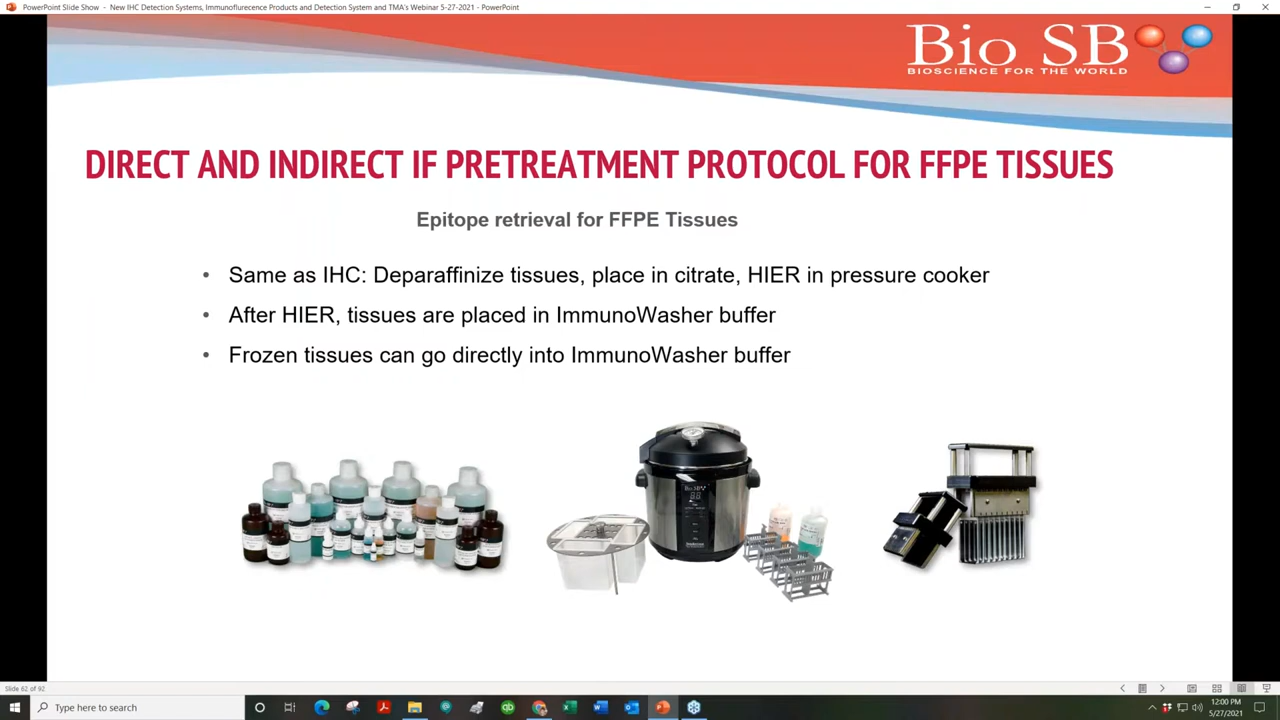 PowerPoint Slide Show - New IHC Detection Systems, Immunoflurecence Products and Detection System and TMA's Webinar 5-27-2021 - PowerPoint
Bio SB
BIOSCIENCE FOR THE WORLD
DIRECT AND INDIRECT IF PRETREATMENT PROTOCOL FOR FFPE TISSUES
Epitope retrieval for FFPE Tissues
• Same as IHC: Deparaffinize tissues, place in citrate, HIER in pressure cooker
• After HIER, tissues are placed in ImmunoWasher buffer
• Frozen tissues can go directly into ImmunoWasher buffer
Bio SB
Slide 62 of 92
Type here to search
12:00 PM
5/27/2021